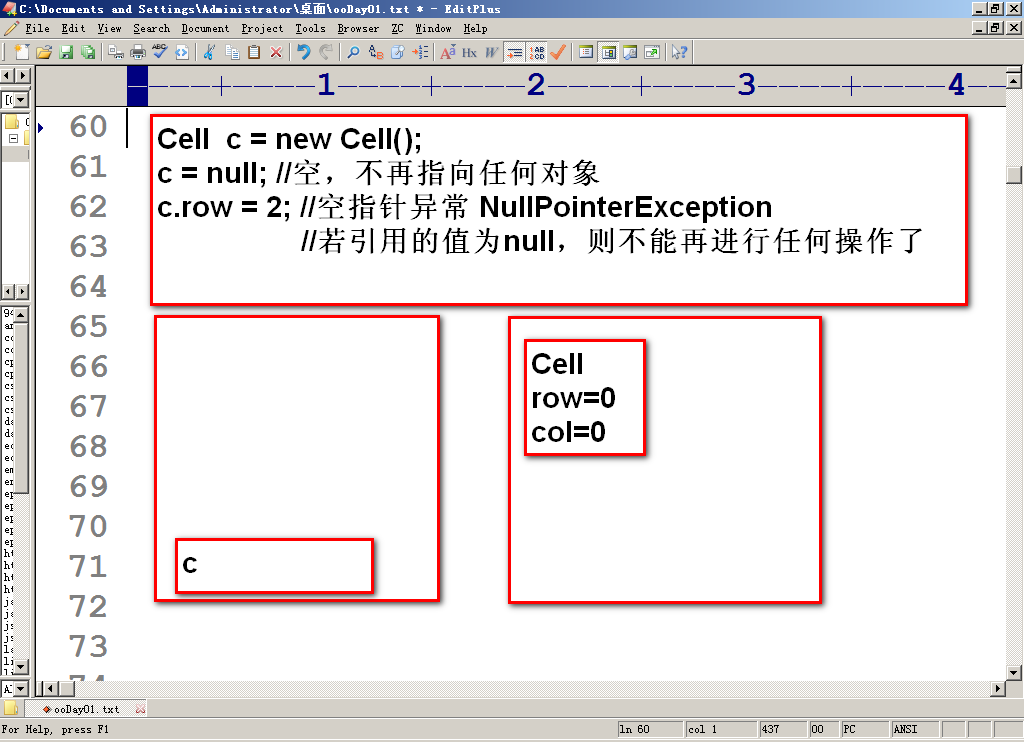 C:\Documents and Settings\Administrator\桌面\ooDay01.txt * - EditPlus
File Edit View Search Document Project Tools Browser ZC Window Help
1 2 3 4
60
61
62
63
64
65
66
67
68
69
70
71
72
73
74
Cell c = new Cell();
c = null; //空，不再指向任何对象
c.row = 2; //空指针异常 NullPointerException
//若引用的值为null，则不能再进行任何操作了
Cell
row=0
col=0
c
ooDay01.txt
For Help, press F1 ln 60 col 1 437 00 PC ANSI